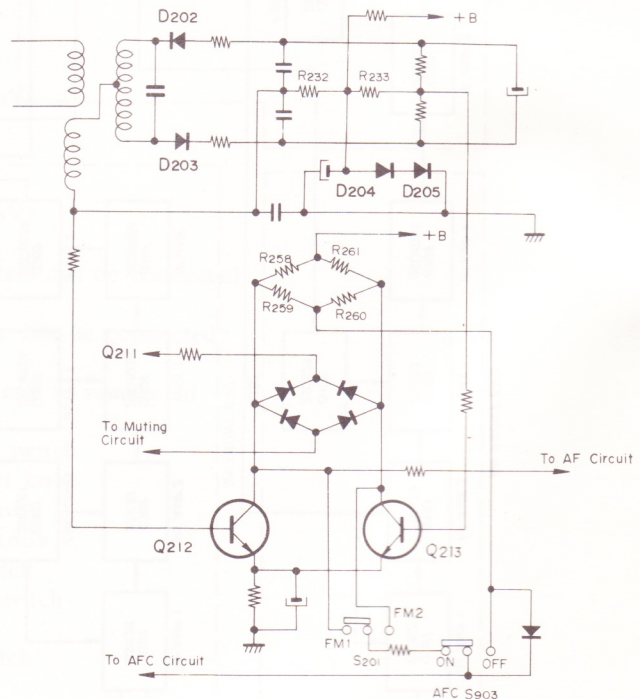 D202
+B
R232
R233
D203
D204
D205
+B
R258
R261
R259
R260
Q211
To Muting
Circuit
To AF Circuit
Q212
Q213
FM1
FM2
S201
ON
OFF
To AFC Circuit
AFC S903